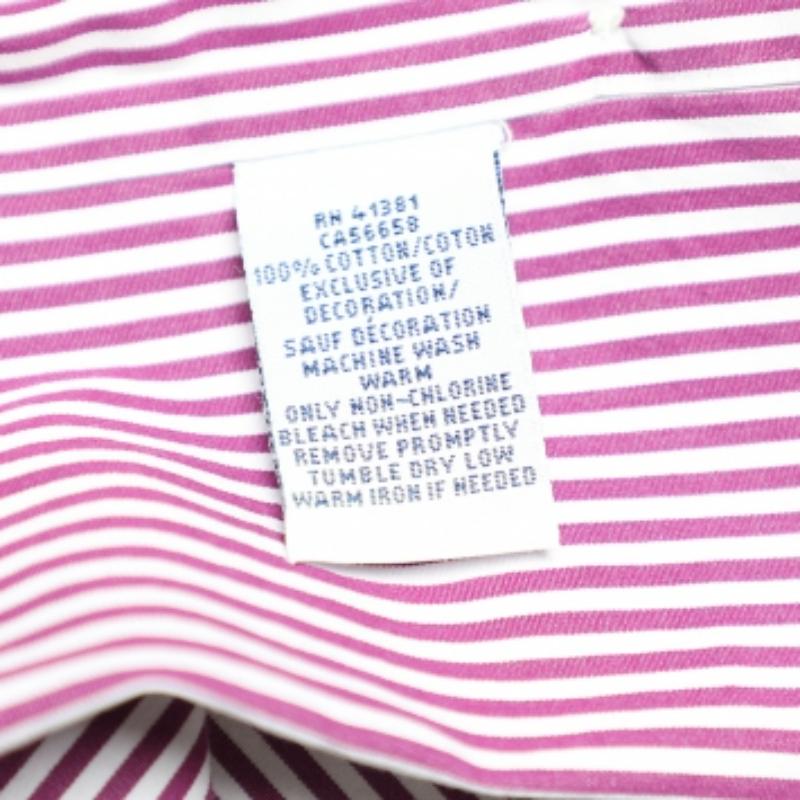 RN 41381
CA56658
100% COTTON/COTON
EXCLUSIVE OF
DECORATION/
SAUF DÉCORATION
MACHINE WASH
WARM
ONLY NON-CHLORINE
BLEACH WHEN NEEDED
REMOVE PROMPTLY
TUMBLE DRY LOW
WARM IRON IF NEEDED